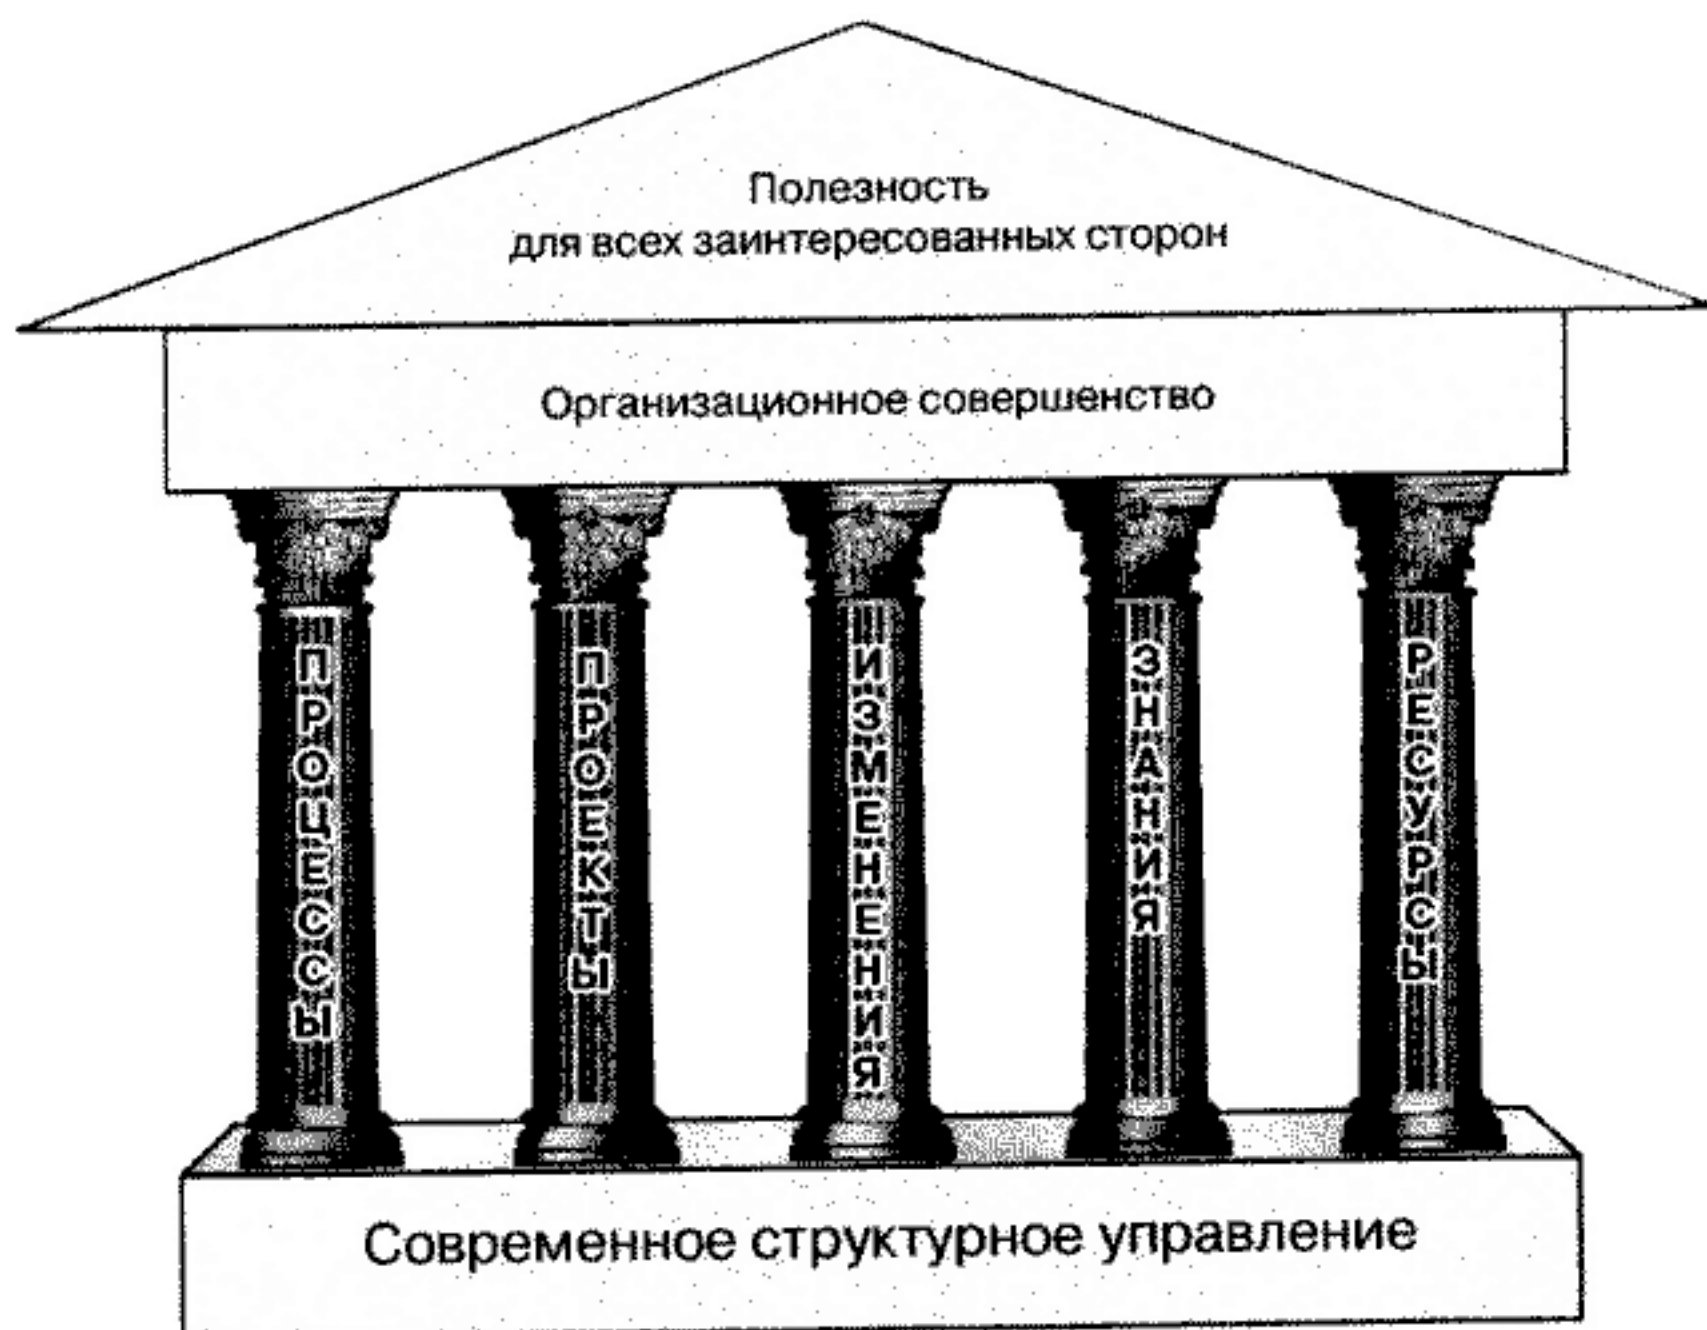 Полезность
для всех заинтересованных сторон
Организационное совершенство
ПРОЦЕССЫ
ПРОЕКТЫ
ИЗМЕНЕНИЯ
ЗНАНИЯ
РЕСУРСЫ
Современное структурное управление